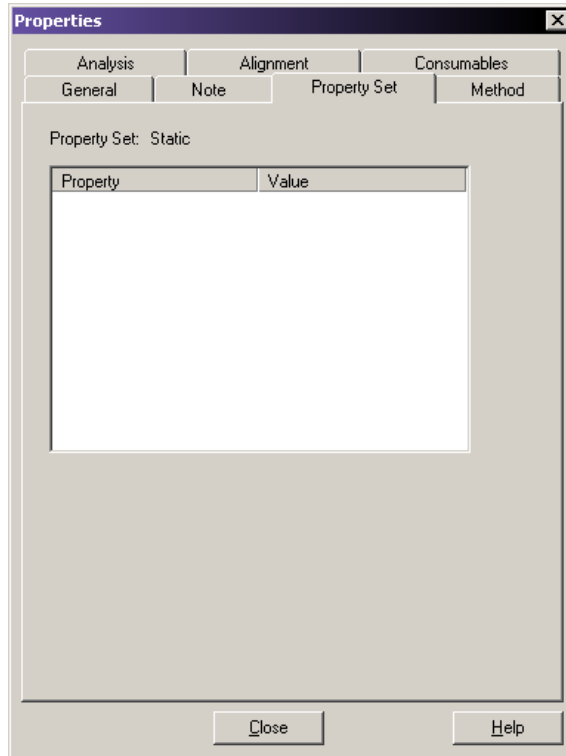 Properties
Analysis Alignment Consumables
General Note Property Set Method
Property Set: Static
Property Value
Close Help